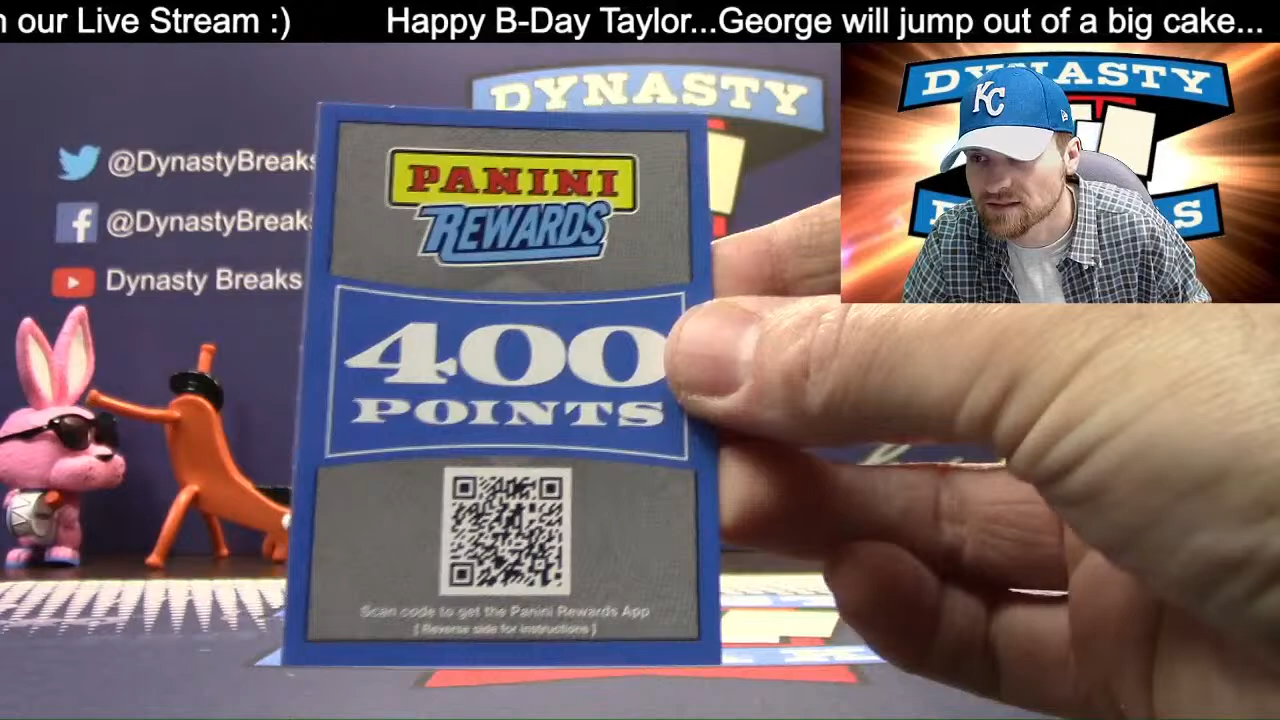 n our Live Stream :)
Happy B-Day Taylor...George will jump out of a big cake...
DYNASTY
@DynastyBreaks
@DynastyBreaks
Dynasty Breaks
PANINI
REWARDS
400
POINTS
Scan code to get the Panini Rewards App
[ Reverse side for instructions ]
DYNASTY
KC